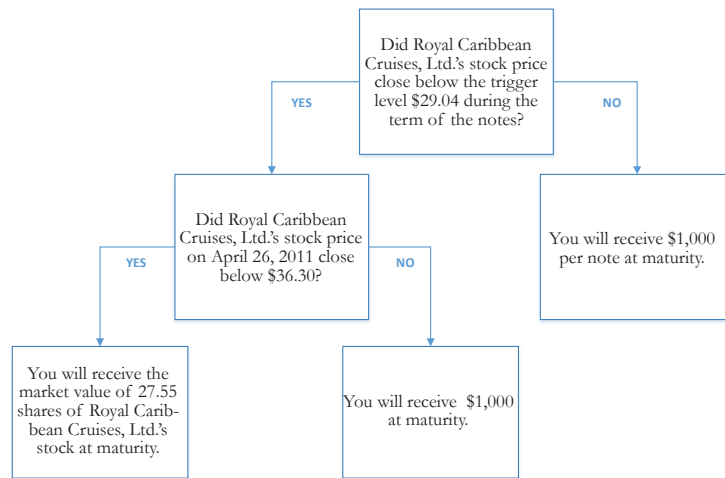 Did Royal Caribbean
Cruises, Ltd.'s stock price
close below the trigger
level $29.04 during the
term of the notes?
YES
NO
Did Royal Caribbean
Cruises, Ltd.'s stock price
on April 26, 2011 close
below $36.30?
You will receive $1,000
per note at maturity.
YES
NO
You will receive the
market value of 27.55
shares of Royal Carib-
bean Cruises, Ltd.'s
stock at maturity.
You will receive  $1,000
at maturity.